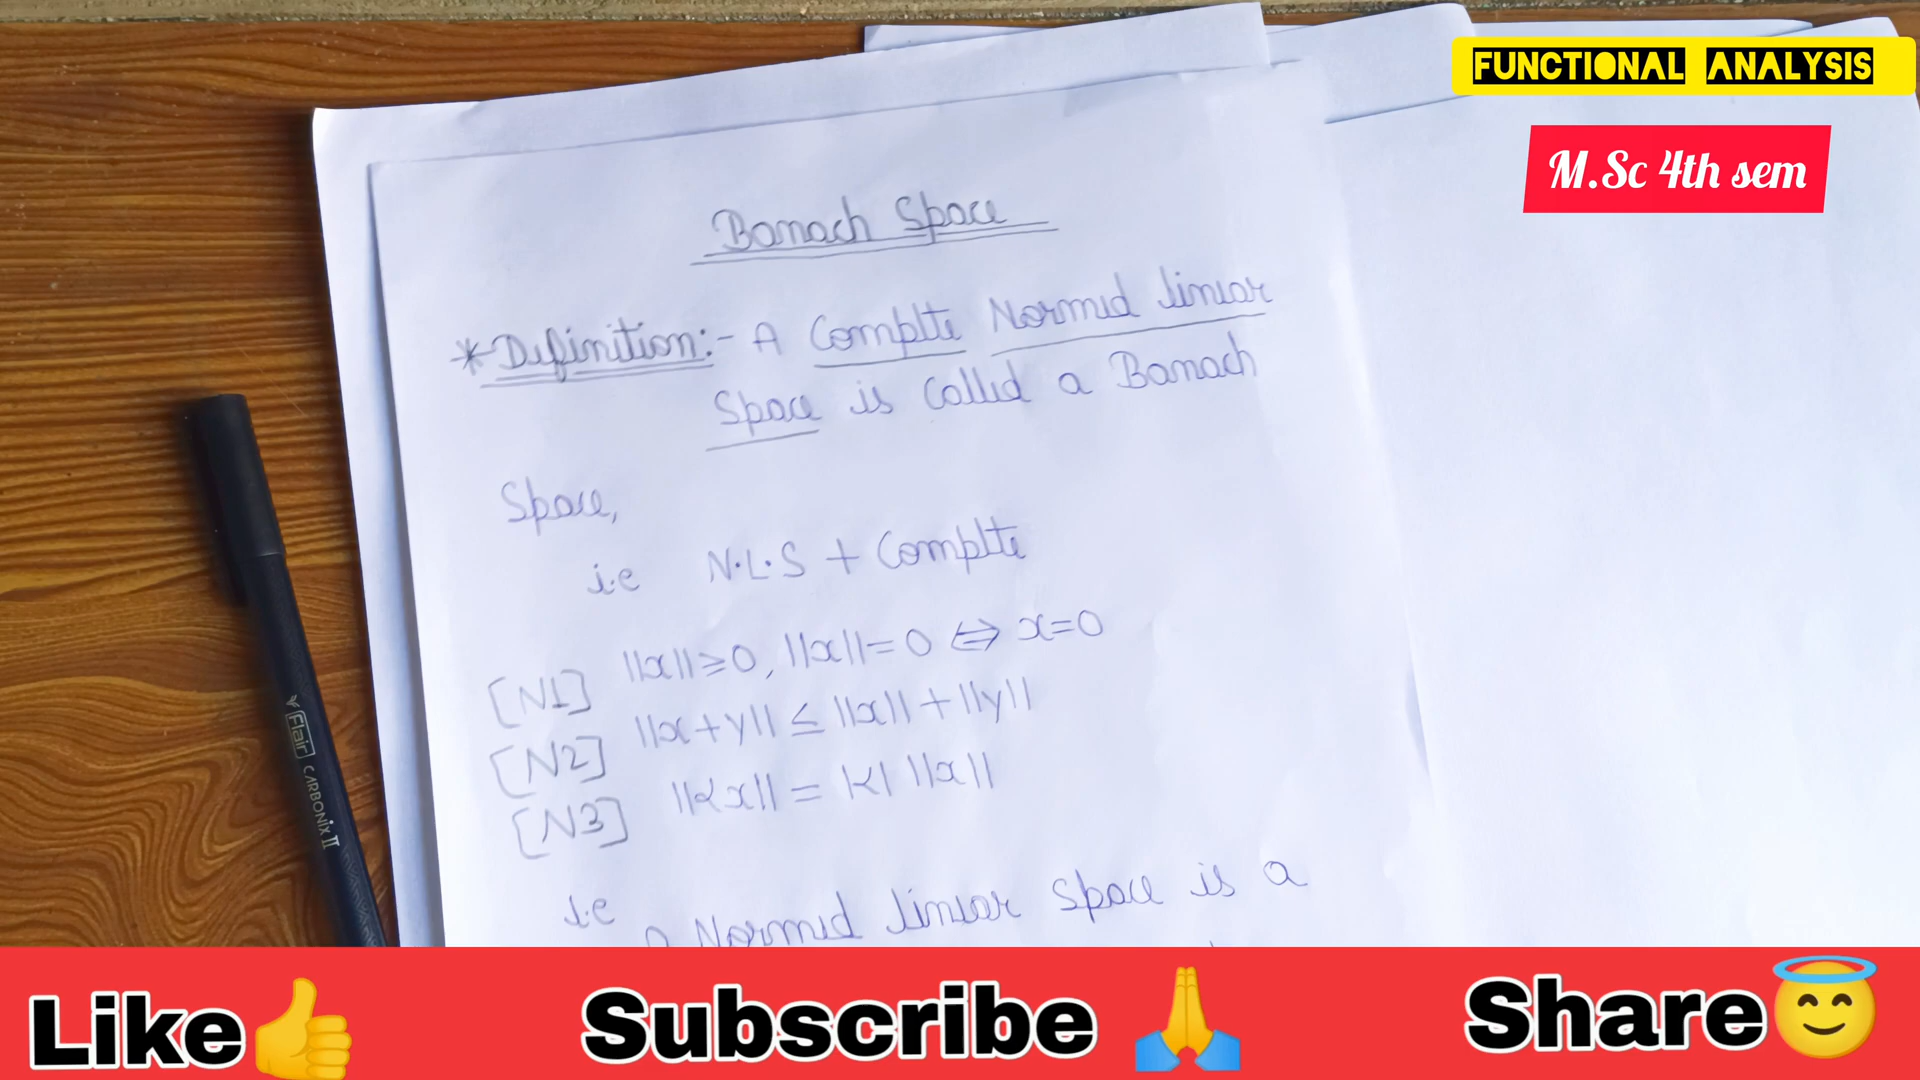 FUNCTIONAL ANALYSIS
M.Sc 4th sem
Banach Space
*Definition:- A Complete Normed linear
Space is Called a Banach
Space,
i.e N.L.S + Complete
[N1] ||x||≥0, ||x||=0 ⇔ x=0
[N2] ||x+y|| ≤ ||x||+||y||
[N3] ||αx|| = |α| ||x||
i.e
a Normed linear Space is a
Flair CARBONIX II
Like👍 Subscribe 🙏 Share😇